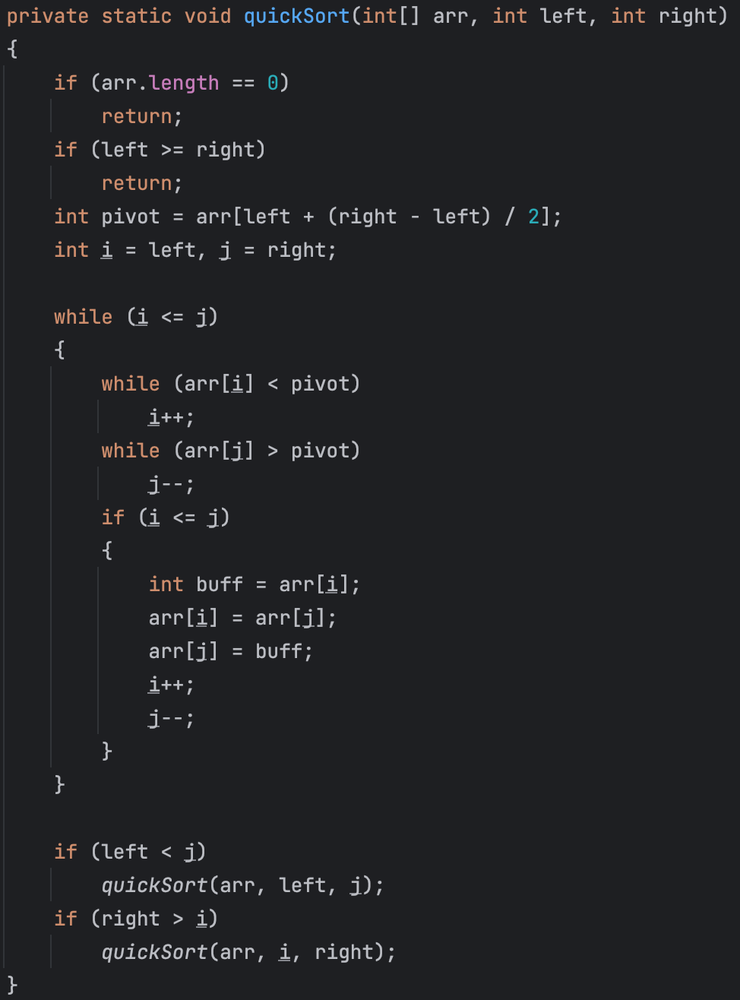 private static void quickSort(int[] arr, int left, int right)
{
    if (arr.length == 0)
        return;
    if (left >= right)
        return;
    int pivot = arr[left + (right - left) / 2];
    int i = left, j = right;

    while (i <= j)
    {
        while (arr[i] < pivot)
            i++;
        while (arr[j] > pivot)
            j--;
        if (i <= j)
        {
            int buff = arr[i];
            arr[i] = arr[j];
            arr[j] = buff;
            i++;
            j--;
        }
    }

    if (left < j)
        quickSort(arr, left, j);
    if (right > i)
        quickSort(arr, i, right);
}